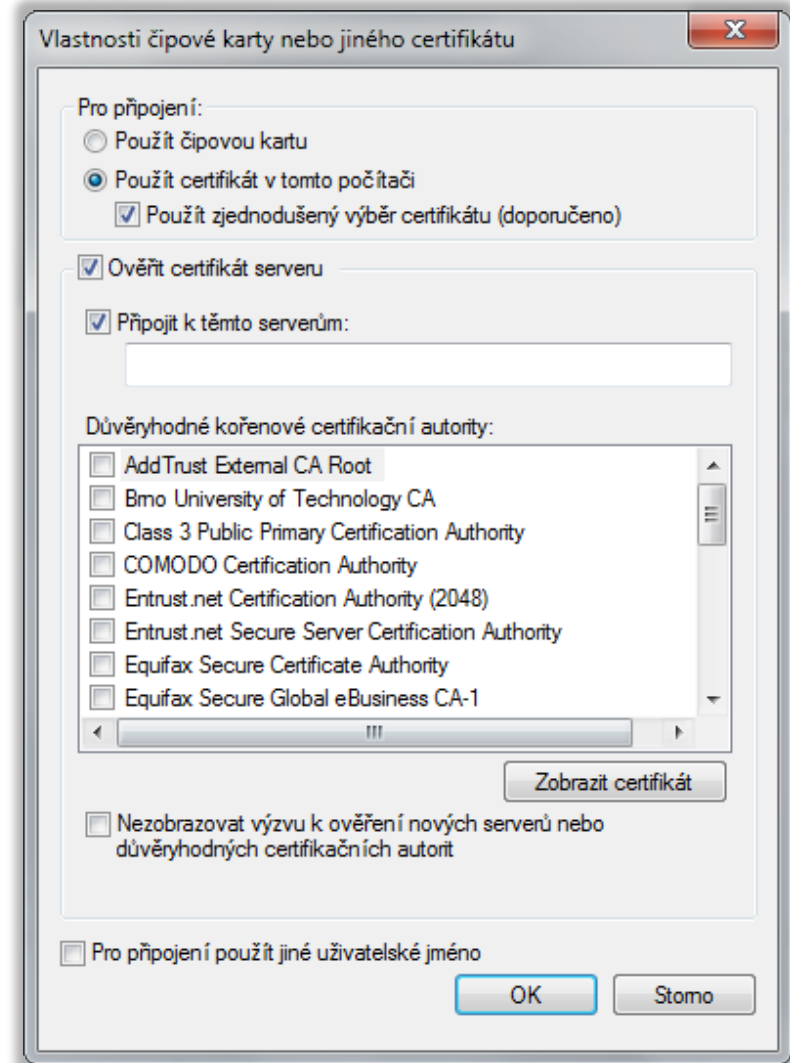 Vlastnosti čipové karty nebo jiného certifikátu
Pro připojení:
Použít čipovou kartu
Použít certifikát v tomto počítači
Použít zjednodušený výběr certifikátu (doporučeno)
Ověřit certifikát serveru
Připojit k těmto serverům:
Důvěryhodné kořenové certifikační autority:
AddTrust External CA Root
Brno University of Technology CA
Class 3 Public Primary Certification Authority
COMODO Certification Authority
Entrust.net Certification Authority (2048)
Entrust.net Secure Server Certification Authority
Equifax Secure Certificate Authority
Equifax Secure Global eBusiness CA-1
Zobrazit certifikát
Nezobrazovat výzvu k ověření nových serverů nebo
důvěryhodných certifikačních autorit
Pro připojení použít jiné uživatelské jméno
OK
Storno